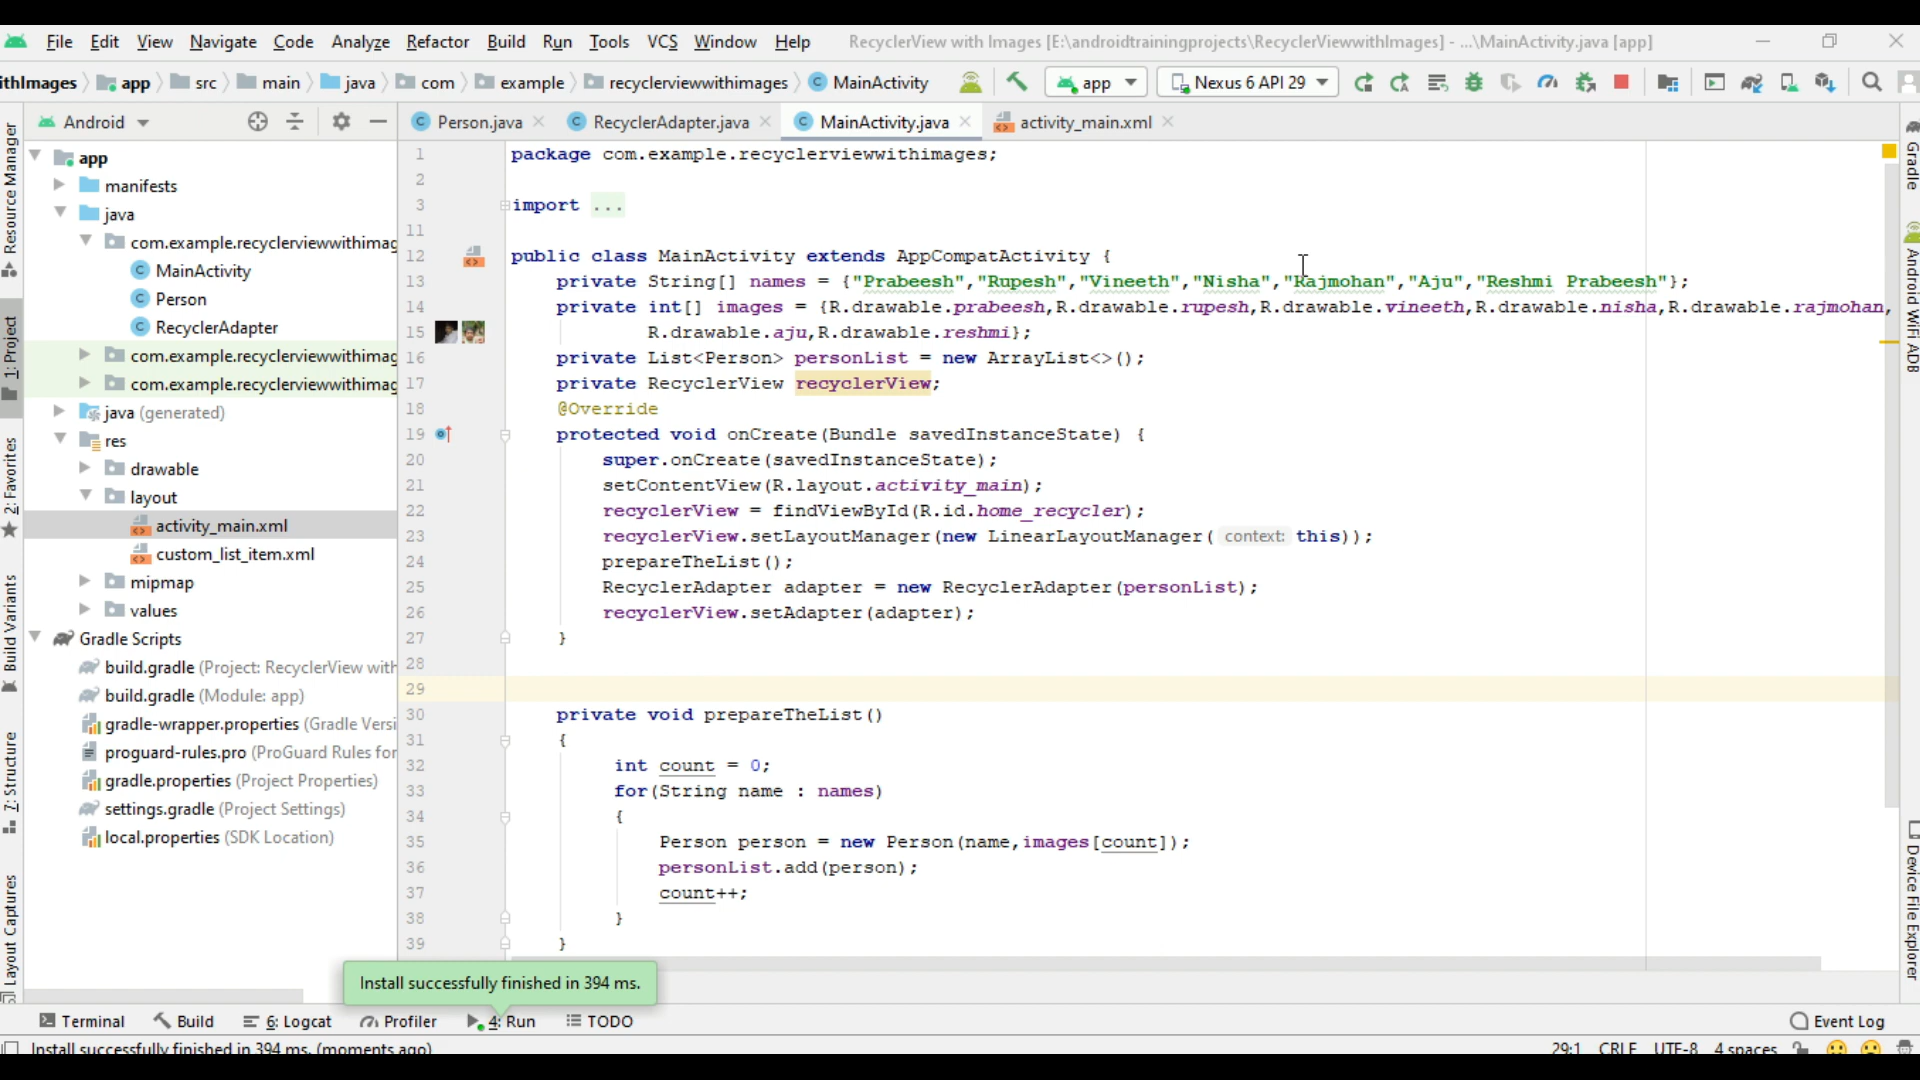 File Edit View Navigate Code Analyze Refactor Build Run Tools VCS Window Help RecyclerView with Images [E:\androidtrainingprojects\RecyclerViewwithImages] - ...\MainActivity.java [app]
ithImages app src main java com example recyclerviewwithimages MainActivity app Nexus 6 API 29
Android
Person.java RecyclerAdapter.java MainActivity.java activity_main.xml
Resource Manager
1: Project
2: Favorites
Build Variants
7: Structure
Layout Captures
app
manifests
java
com.example.recyclerviewwithimag
MainActivity
Person
RecyclerAdapter
com.example.recyclerviewwithimag
com.example.recyclerviewwithimag
java (generated)
res
drawable
layout
activity_main.xml
custom_list_item.xml
mipmap
values
Gradle Scripts
build.gradle (Project: RecyclerView with
build.gradle (Module: app)
gradle-wrapper.properties (Gradle Versi
proguard-rules.pro (ProGuard Rules for
gradle.properties (Project Properties)
settings.gradle (Project Settings)
local.properties (SDK Location)
1 package com.example.recyclerviewwithimages;
2
3 import ...
11
12 public class MainActivity extends AppCompatActivity {
13 private String[] names = {"Prabeesh","Rupesh","Vineeth","Nisha","Rajmohan","Aju","Reshmi Prabeesh"};
14 private int[] images = {R.drawable.prabeesh,R.drawable.rupesh,R.drawable.vineeth,R.drawable.nisha,R.drawable.rajmohan,
15 R.drawable.aju,R.drawable.reshmi};
16 private List<Person> personList = new ArrayList<>();
17 private RecyclerView recyclerView;
18 @Override
19 protected void onCreate(Bundle savedInstanceState) {
20 super.onCreate(savedInstanceState);
21 setContentView(R.layout.activity_main);
22 recyclerView = findViewById(R.id.home_recycler);
23 recyclerView.setLayoutManager(new LinearLayoutManager( context: this));
24 prepareTheList();
25 RecyclerAdapter adapter = new RecyclerAdapter(personList);
26 recyclerView.setAdapter(adapter);
27 }
28
29
30 private void prepareTheList()
31 {
32 int count = 0;
33 for(String name : names)
34 {
35 Person person = new Person(name,images[count]);
36 personList.add(person);
37 count++;
38 }
39 }
Gradle
Android WiFi ADB
Device File Explorer
Install successfully finished in 394 ms.
Terminal Build 6: Logcat Profiler 4: Run TODO Event Log
Install successfully finished in 394 ms. (moments ago) 29:1 CRLF UTF-8 4 spaces